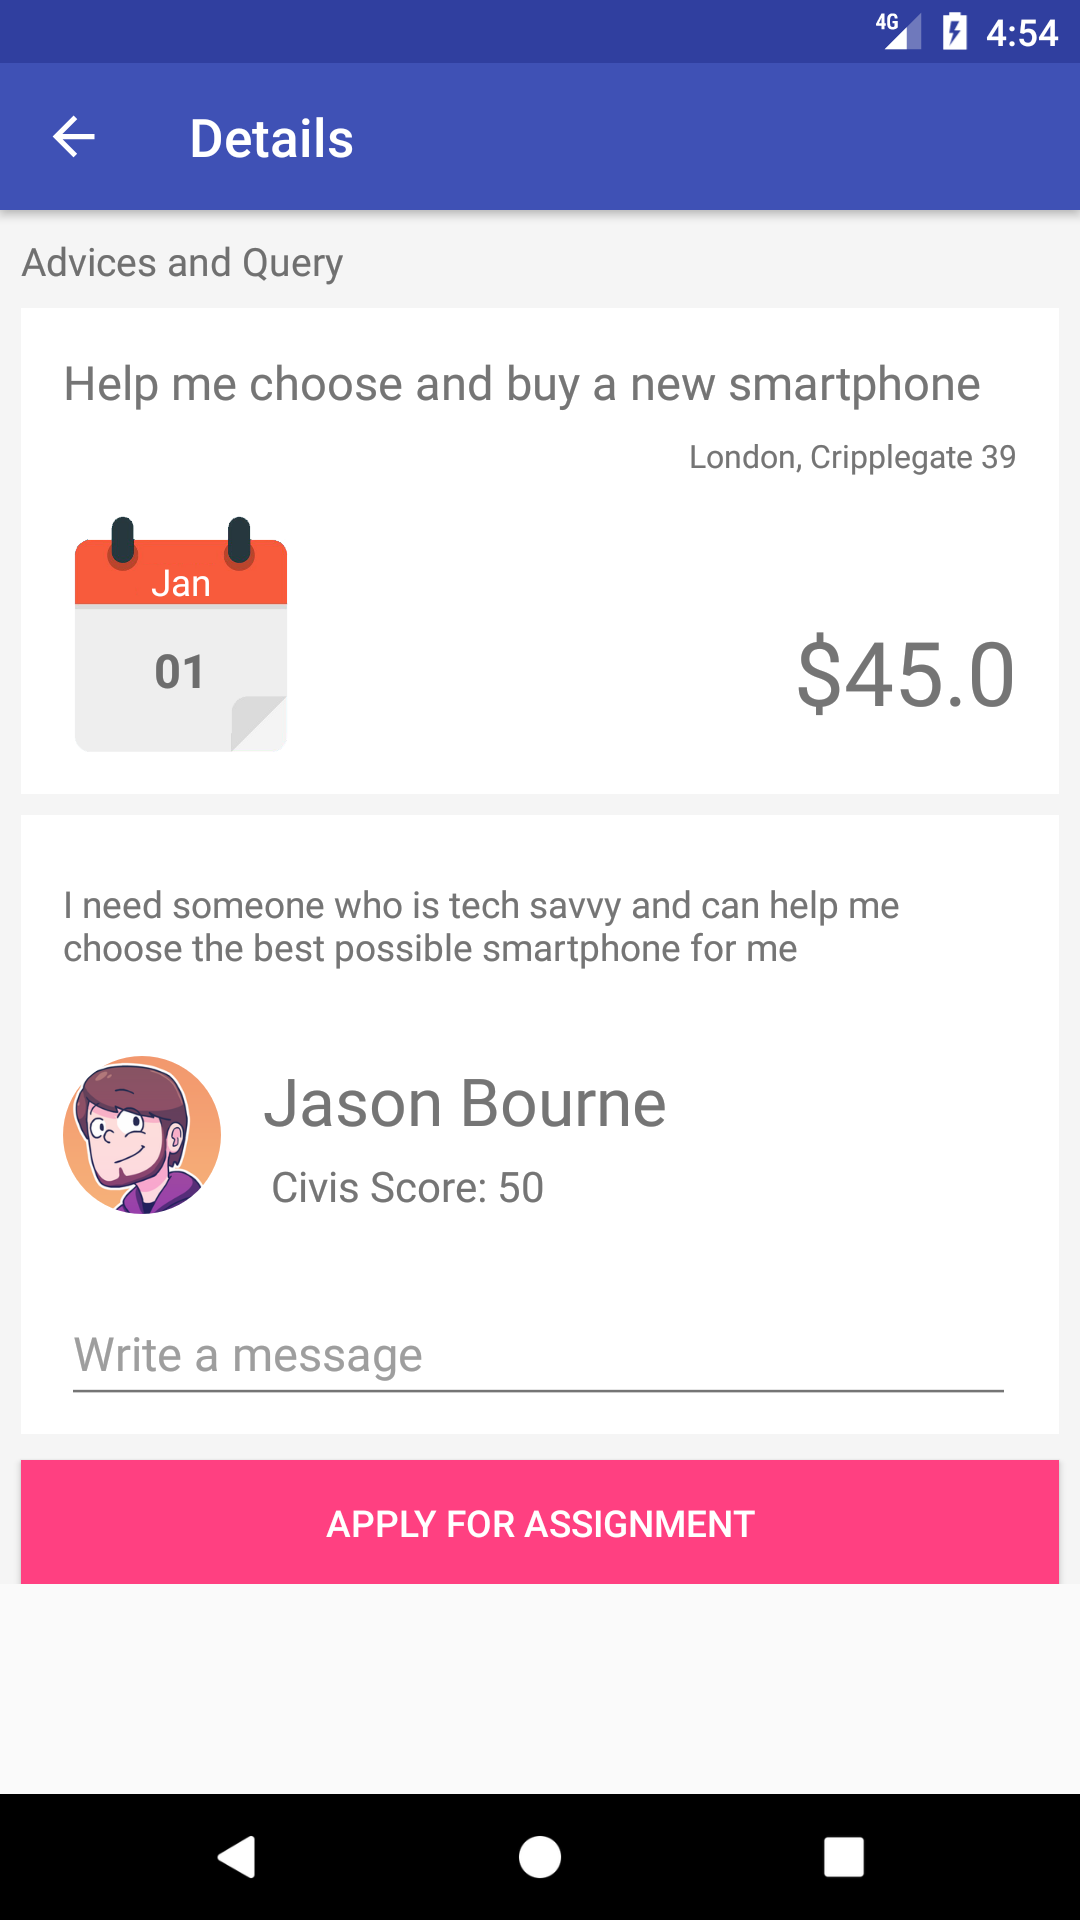 4G 4:54
Details
Advices and Query
Help me choose and buy a new smartphone
London, Cripplegate 39
Jan
01
$45.0
I need someone who is tech savvy and can help me
choose the best possible smartphone for me
Jason Bourne
Civis Score: 50
Write a message
APPLY FOR ASSIGNMENT